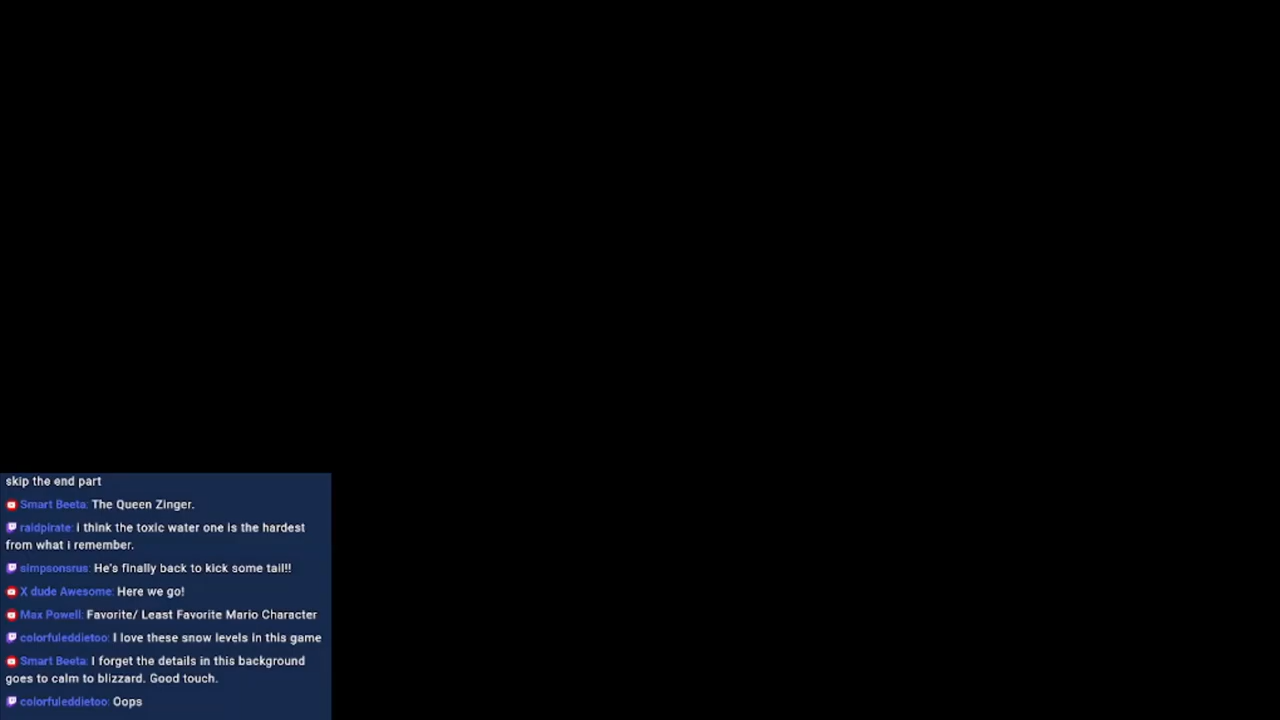 skip the end part
Smart Beeta: The Queen Zinger.
raidpirate: i think the toxic water one is the hardest
from what i remember.
simpsonsrus: He's finally back to kick some tail!!
X dude Awesome: Here we go!
Max Powell: Favorite/ Least Favorite Mario Character
colorfuleddietoo: I love these snow levels in this game
Smart Beeta: I forget the details in this background
goes to calm to blizzard. Good touch.
colorfuleddietoo: Oops